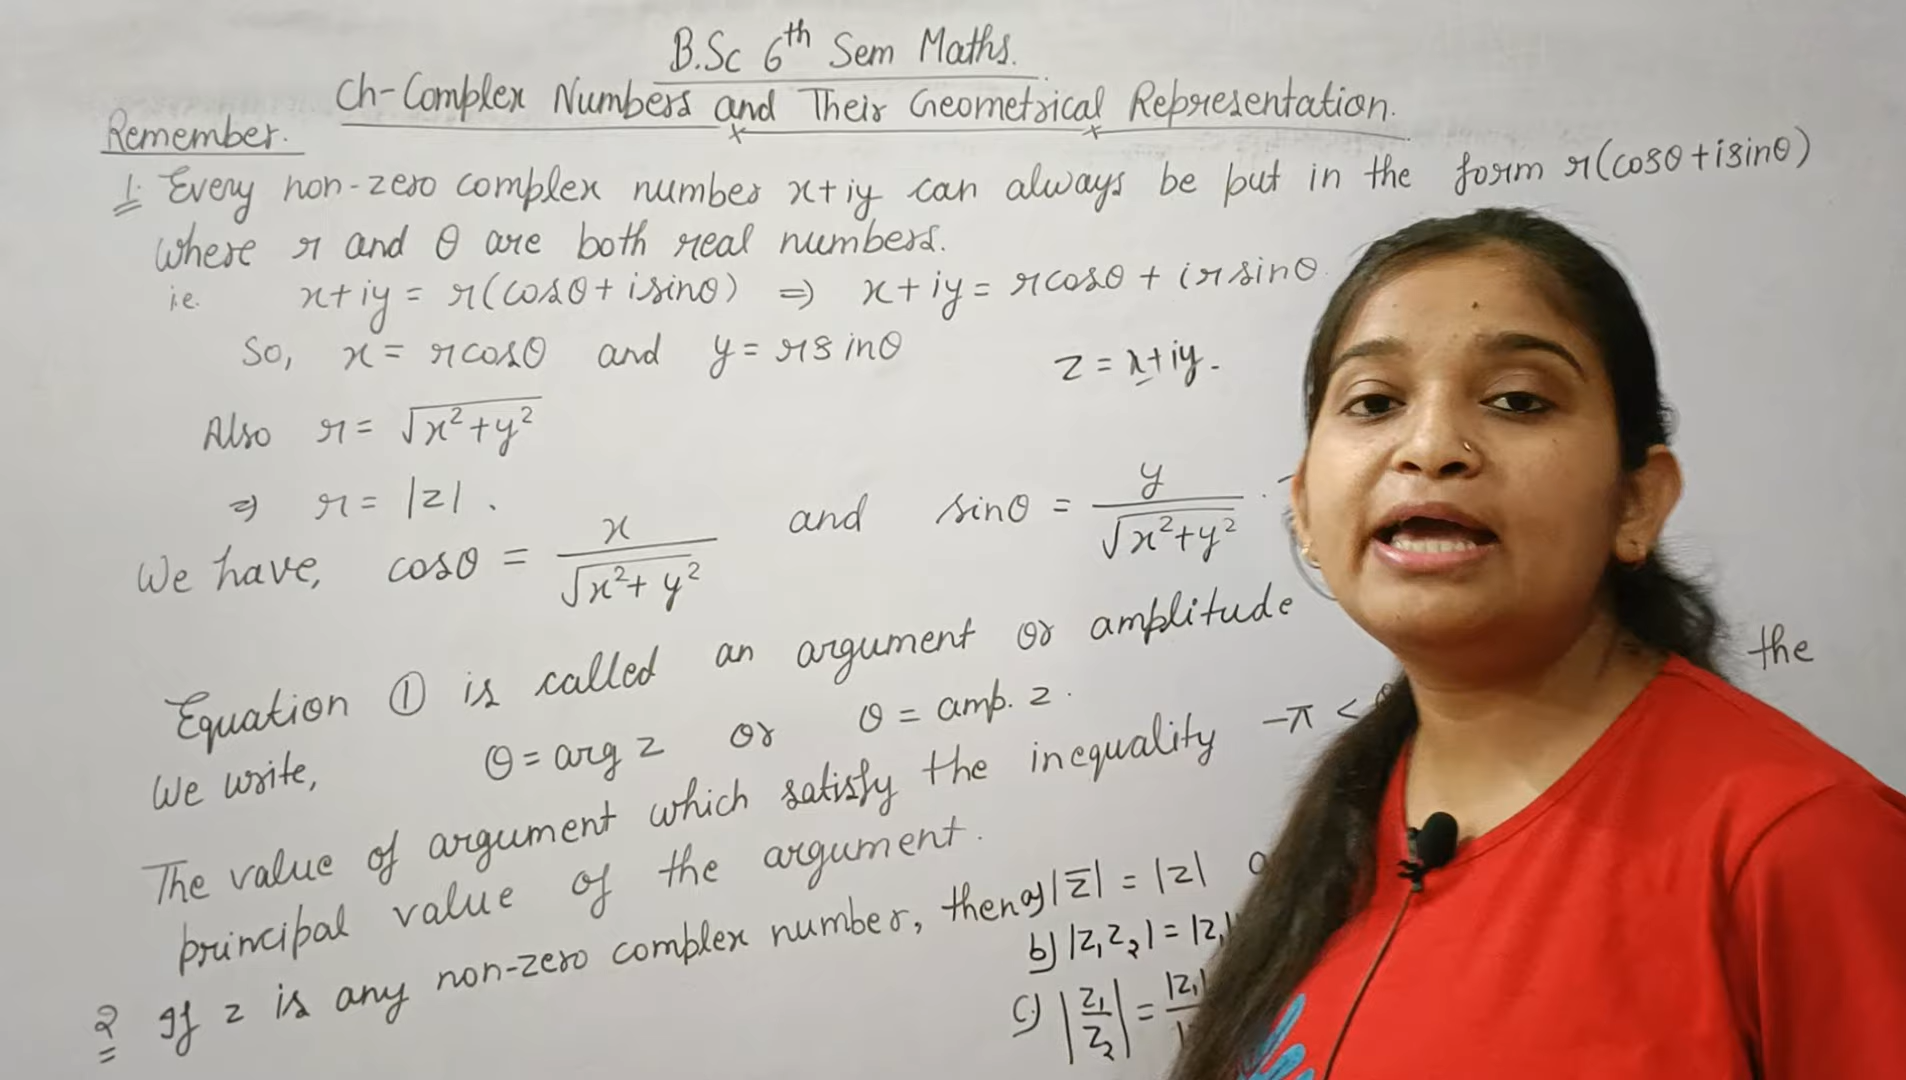 B.Sc 6th Sem Maths.
Ch-Complex Numbers and Their Geometrical Representation.
Remember.
1. Every non-zero complex number x+iy can always be put in the form r(cosθ+isinθ)
where r and θ are both real numbers.
i.e. x+iy = r(cosθ+isinθ) ⇒ x+iy = rcosθ + irsinθ
So, x = rcosθ and y = rsinθ z = x+iy.
Also r = √(x²+y²)
⇒ r = |z|.
We have, cosθ = x/√(x²+y²) and sinθ = y/√(x²+y²)
Equation ① is called an argument or amplitude
We write, θ = arg z or θ = amp. z.
The value of argument which satisfy the inequality -π < the
principal value of the argument.
2 If z is any non-zero complex number, then a) |z̄| = |z|
b) |z₁z₂| = |z₁|
c) |z₁/z₂| = |z₁|